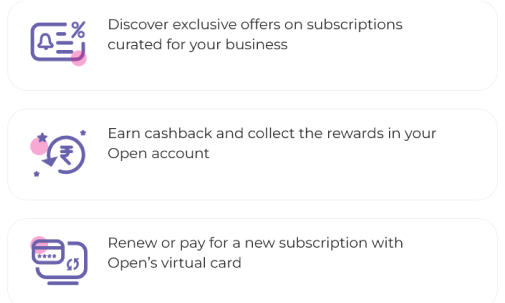 Discover exclusive offers on subscriptions
curated for your business
Earn cashback and collect the rewards in your
Open account
Renew or pay for a new subscription with
Open's virtual card